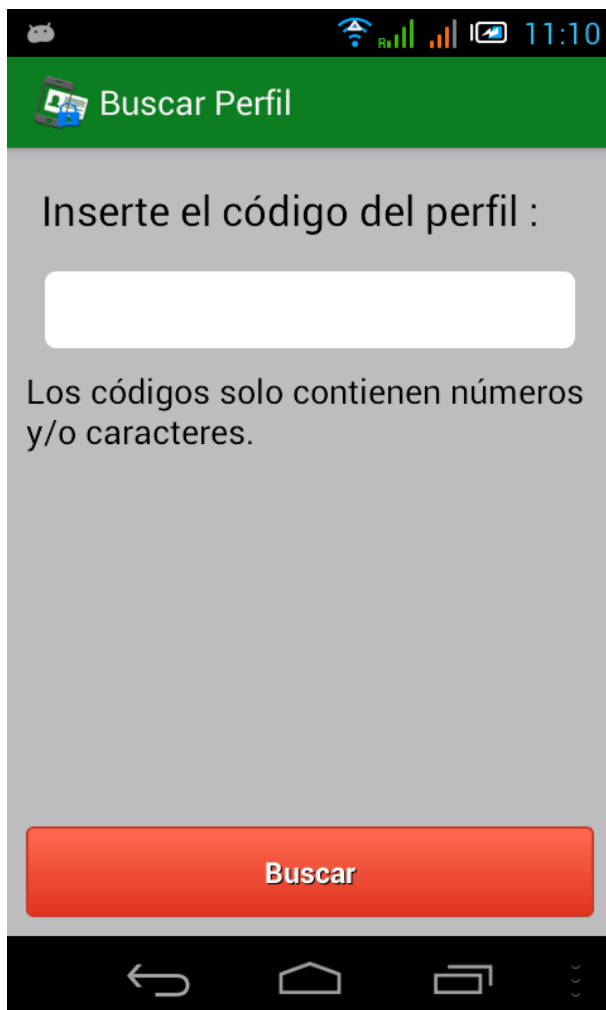 R 11:10
Buscar Perfil
Inserte el código del perfil :
Los códigos solo contienen números
y/o caracteres.
Buscar